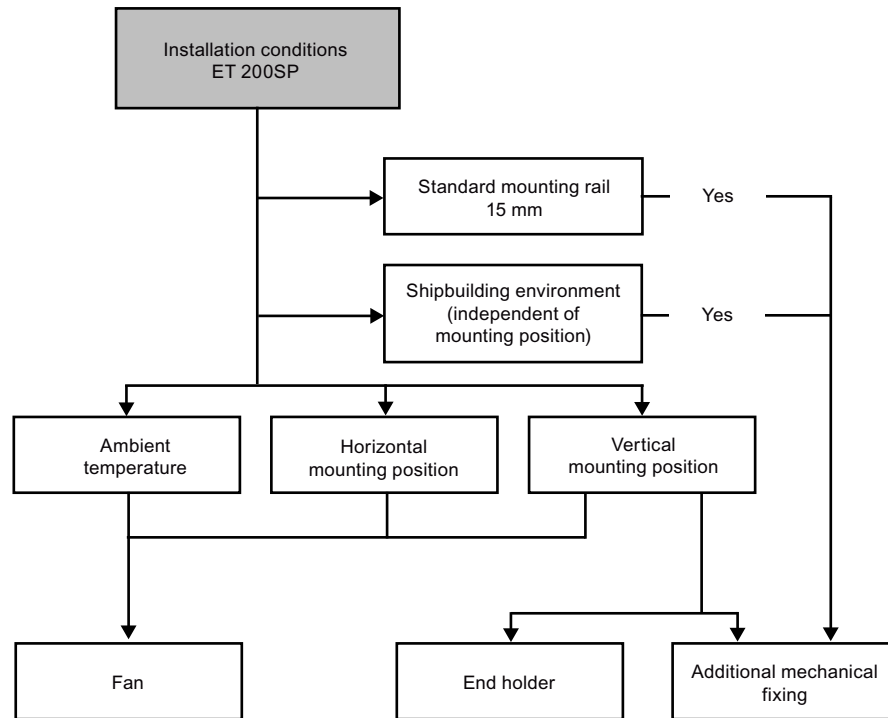 Installation conditions
ET 200SP
Standard mounting rail
15 mm
Yes
Shipbuilding environment
(independent of
mounting position)
Yes
Ambient
temperature
Horizontal
mounting position
Vertical
mounting position
Fan
End holder
Additional mechanical
fixing